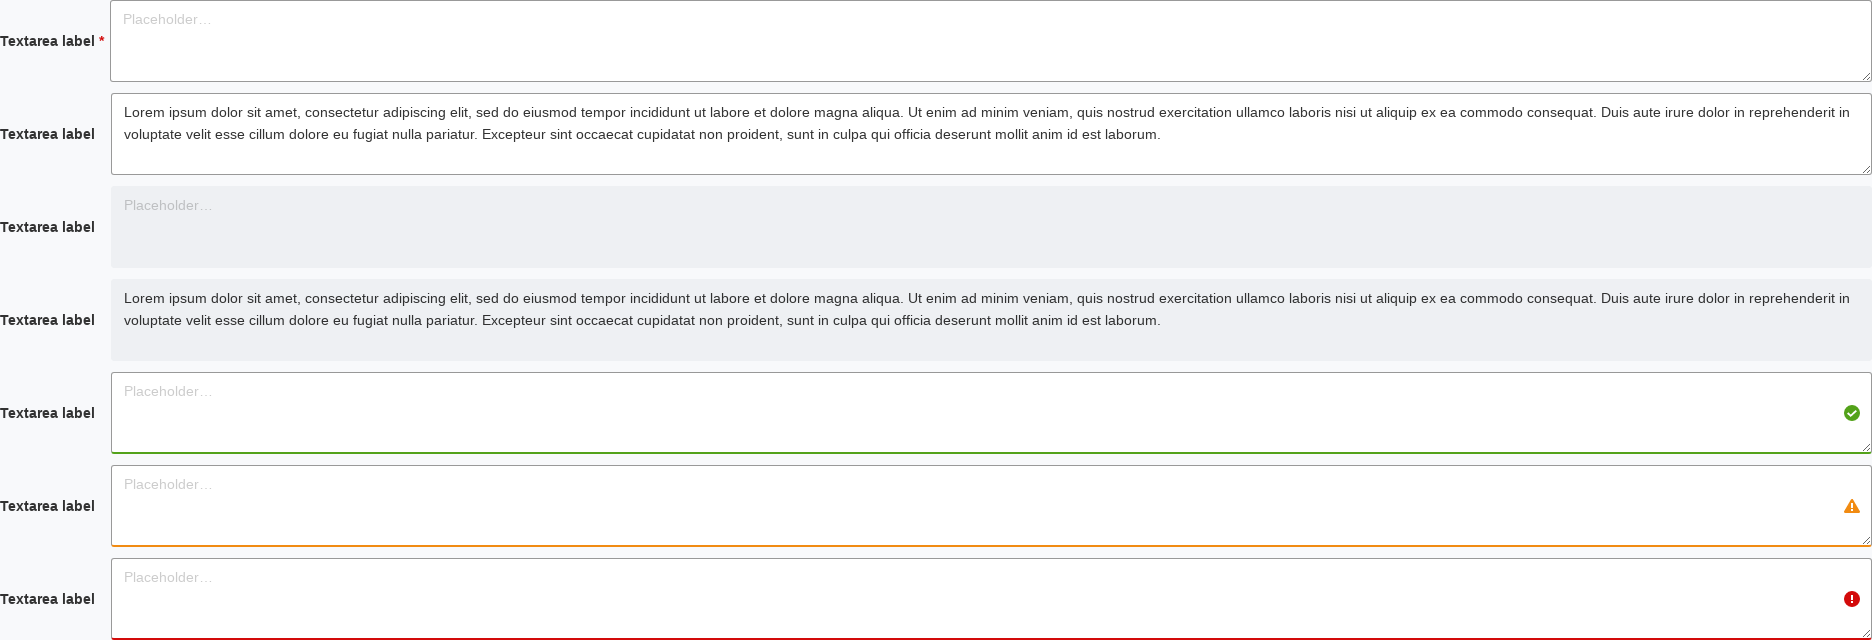 Placeholder…
Textarea label *
Lorem ipsum dolor sit amet, consectetur adipiscing elit, sed do eiusmod tempor incididunt ut labore et dolore magna aliqua. Ut enim ad minim veniam, quis nostrud exercitation ullamco laboris nisi ut aliquip ex ea commodo consequat. Duis aute irure dolor in reprehenderit in
Textarea label
voluptate velit esse cillum dolore eu fugiat nulla pariatur. Excepteur sint occaecat cupidatat non proident, sunt in culpa qui officia deserunt mollit anim id est laborum.
Placeholder…
Textarea label
Lorem ipsum dolor sit amet, consectetur adipiscing elit, sed do eiusmod tempor incididunt ut labore et dolore magna aliqua. Ut enim ad minim veniam, quis nostrud exercitation ullamco laboris nisi ut aliquip ex ea commodo consequat. Duis aute irure dolor in reprehenderit in
Textarea label
voluptate velit esse cillum dolore eu fugiat nulla pariatur. Excepteur sint occaecat cupidatat non proident, sunt in culpa qui officia deserunt mollit anim id est laborum.
Placeholder…
Textarea label
Placeholder…
Textarea label
Placeholder…
Textarea label